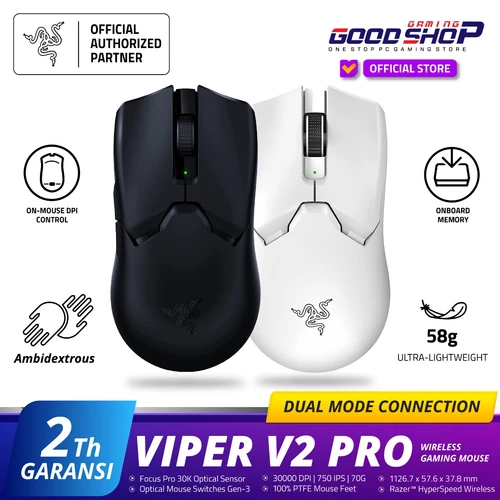 OFFICIAL
AUTHORIZED
PARTNER
GAMING
GOODSHOP
ONE STOP PC GAMING STORE
OFFICIAL STORE
ON-MOUSE DPI
CONTROL
ONBOARD
MEMORY
Ambidextrous
58g
ULTRA-LIGHTWEIGHT
DUAL MODE CONNECTION
2Th
GARANSI
VIPER V2 PRO
WIRELESS
GAMING MOUSE
Focus Pro 30K Optical Sensor
Optical Mouse Switches Gen-3
30000 DPI | 750 IPS | 70G
100% PTFE Mouse Feet
1126.7 x 57.6 x 37.8 mm
Razer™ HyperSpeed Wireless